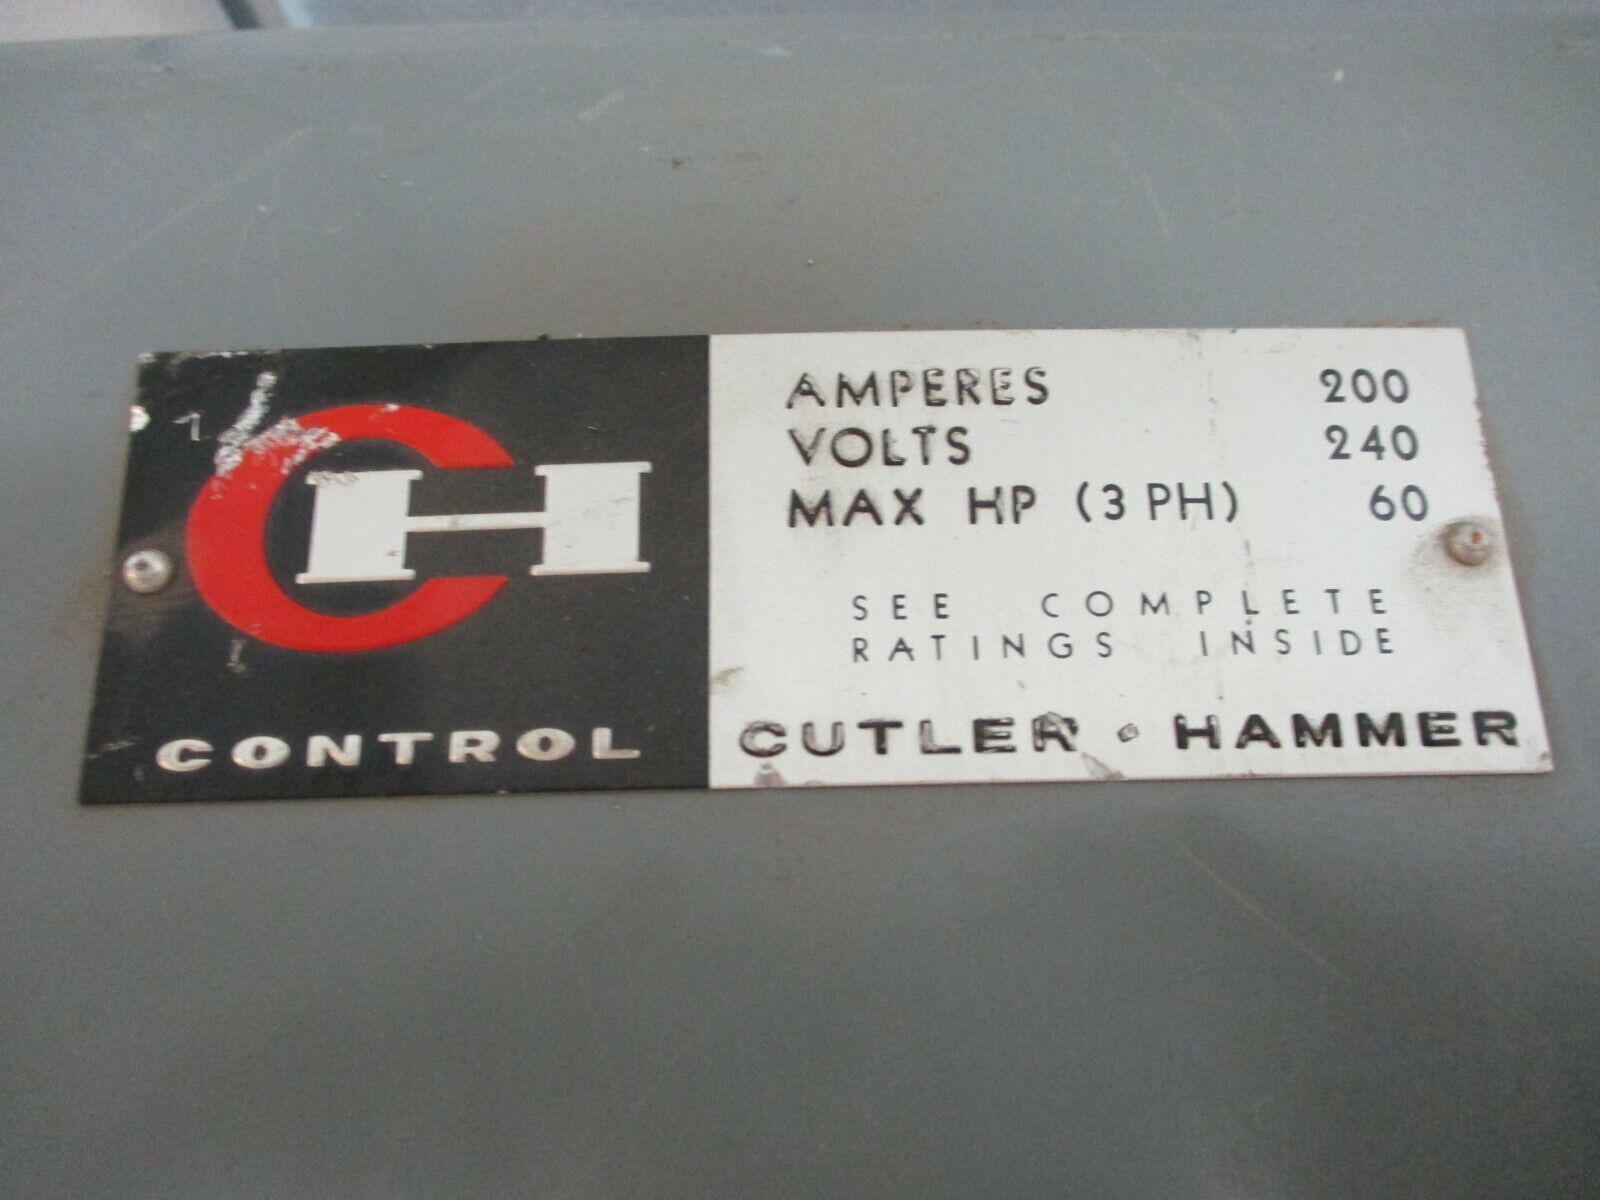 CH
CONTROL
AMPERES 200
VOLTS 240
MAX HP (3 PH) 60
SEE COMPLETE
RATINGS INSIDE
CUTLER • HAMMER